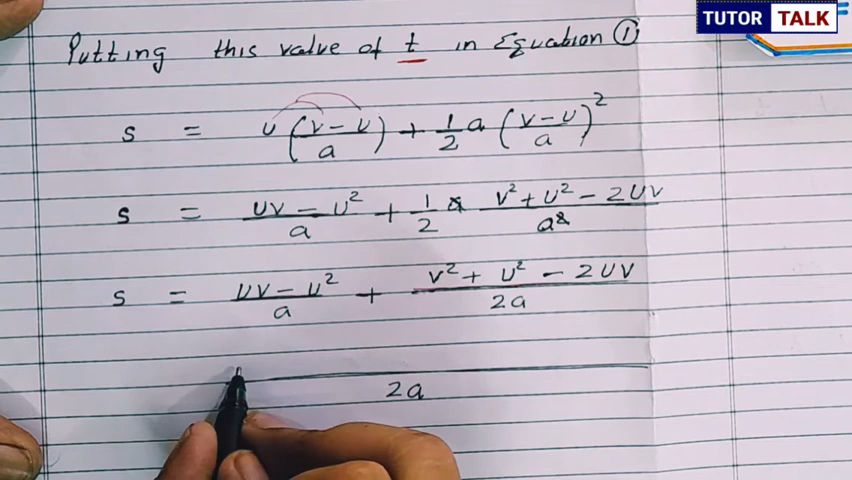 TUTOR TALK
Putting this value of t in Equation ①
s = u (v - u / a) + 1/2 a (v - u / a)²
s = uv - u² / a + 1/2 a v² + u² - 2uv / a²
s = uv - u² / a + v² + u² - 2uv / 2a
2a